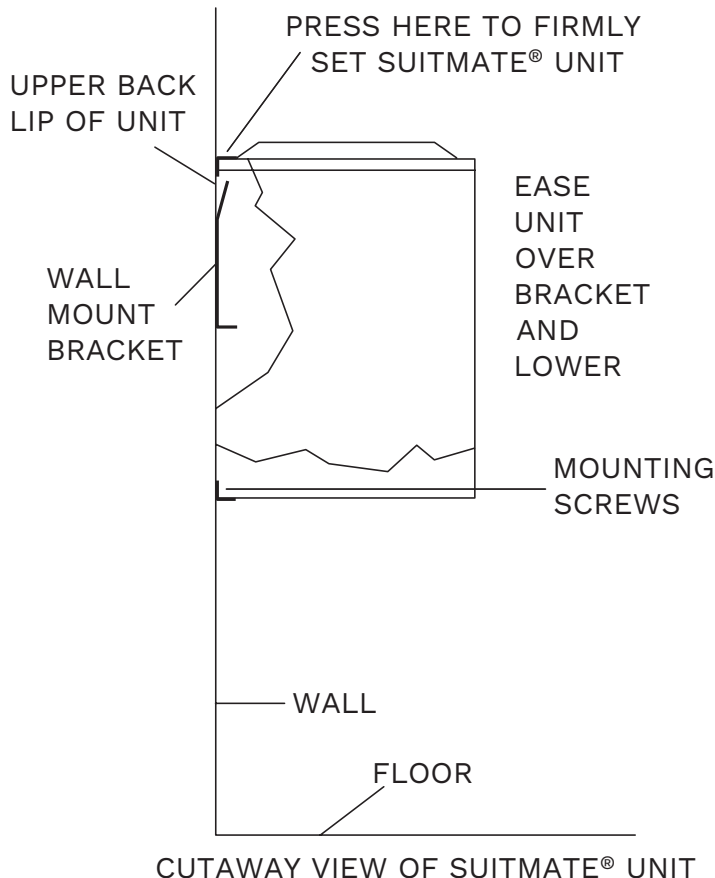 PRESS HERE TO FIRMLY
SET SUITMATE® UNIT
UPPER BACK
LIP OF UNIT
EASE
UNIT
OVER
BRACKET
AND
LOWER
WALL
MOUNT
BRACKET
MOUNTING
SCREWS
WALL
FLOOR
CUTAWAY VIEW OF SUITMATE® UNIT